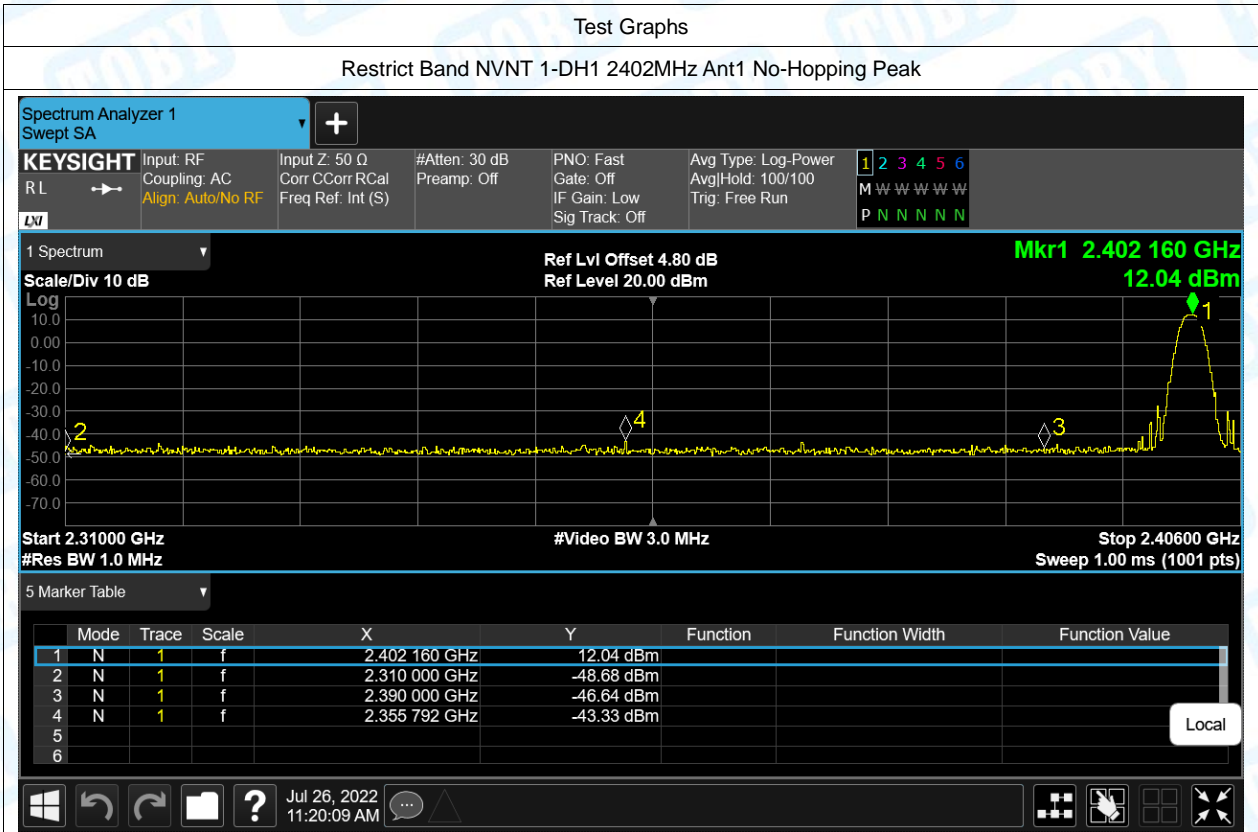 Test Graphs
Restrict Band NVNT 1-DH1 2402MHz Ant1 No-Hopping Peak
Spectrum Analyzer 1
Swept SA
KEYSIGHT Input: RF Input Z: 50 Ω #Atten: 30 dB PNO: Fast Avg Type: Log-Power 1 2 3 4 5 6
RL Coupling: AC Corr CCorr RCal Preamp: Off Gate: Off Avg|Hold: 100/100 M W W W W W
Align: Auto/No RF Freq Ref: Int (S) IF Gain: Low Trig: Free Run
LXI Sig Track: Off P N N N N N
1 Spectrum
Ref Lvl Offset 4.80 dB Mkr1 2.402 160 GHz
Scale/Div 10 dB Ref Level 20.00 dBm 12.04 dBm
Log
1
10.0
0.00
-10.0
-20.0
-30.0
4
3
2
-40.0
-50.0
-60.0
-70.0
Start 2.31000 GHz #Video BW 3.0 MHz Stop 2.40600 GHz
#Res BW 1.0 MHz Sweep 1.00 ms (1001 pts)
5 Marker Table
Mode Trace Scale X Y Function Function Width Function Value
1 N 1 f 2.402 160 GHz 12.04 dBm
2 N 1 f 2.310 000 GHz -48.68 dBm
3 N 1 f 2.390 000 GHz -46.64 dBm
4 N 1 f 2.355 792 GHz -43.33 dBm
5
6
Local
? Jul 26, 2022
11:20:09 AM
TOBY